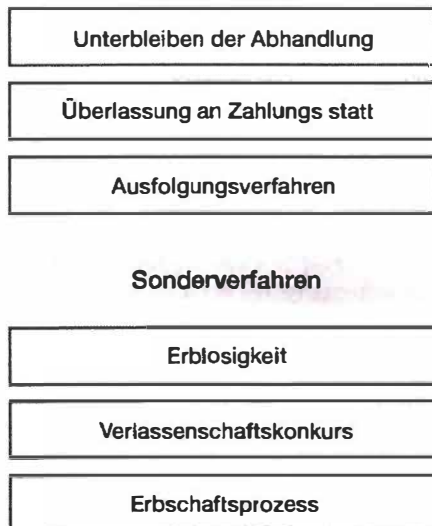 Unterbleiben der Abhandlung
Überlassung an Zahlungs statt
Ausfolgungsverfahren
Sonderverfahren
Erblosigkeit
Verlassenschaftskonkurs
Erbschaftsprozess